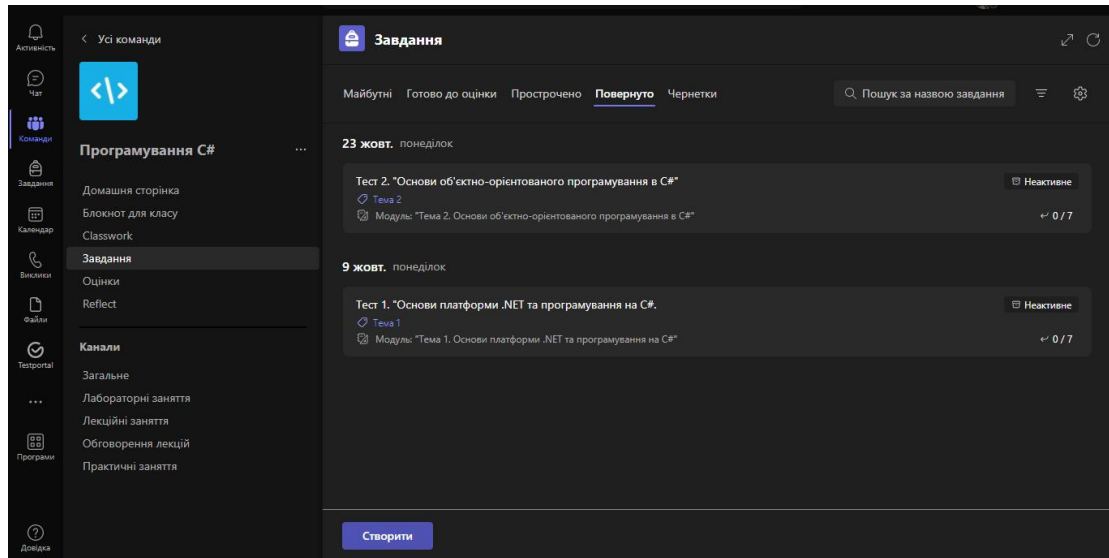 Активність
Чат
Команди
Завдання
Календар
Виклики
Файли
Testportal
Програми
Довідка
Усі команди
Програмування C#
Домашня сторінка
Блокнот для класу
Classwork
Завдання
Оцінки
Reflect
Канали
Загальне
Лабораторні заняття
Лекційні заняття
Обговорення лекцій
Практичні заняття
Завдання
Майбутні Готово до оцінки Прострочено Повернуто Чернетки Пошук за назвою завдання
23 жовт. понеділок
Тест 2. "Основи об'єктно-орієнтованого програмування в C#" Неактивне
Тема 2
Модуль: "Тема 2. Основи об'єктно-орієнтованого програмування в C#" 0 / 7
9 жовт. понеділок
Тест 1. "Основи платформи .NET та програмування на C#. Неактивне
Тема 1
Модуль: "Тема 1. Основи платформи .NET та програмування на C#" 0 / 7
Створити